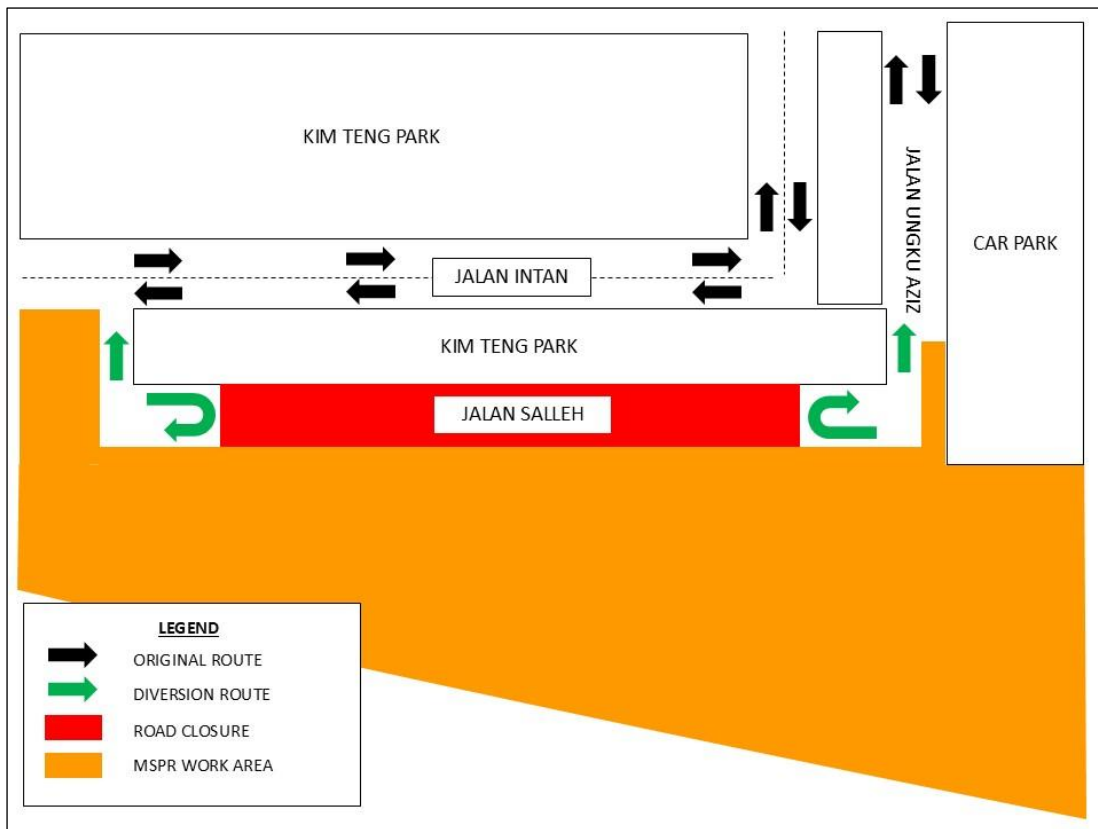 KIM TENG PARK
JALAN UNGKU AZIZ
CAR PARK
JALAN INTAN
KIM TENG PARK
JALAN SALLEH
LEGEND
ORIGINAL ROUTE
DIVERSION ROUTE
ROAD CLOSURE
MSPR WORK AREA